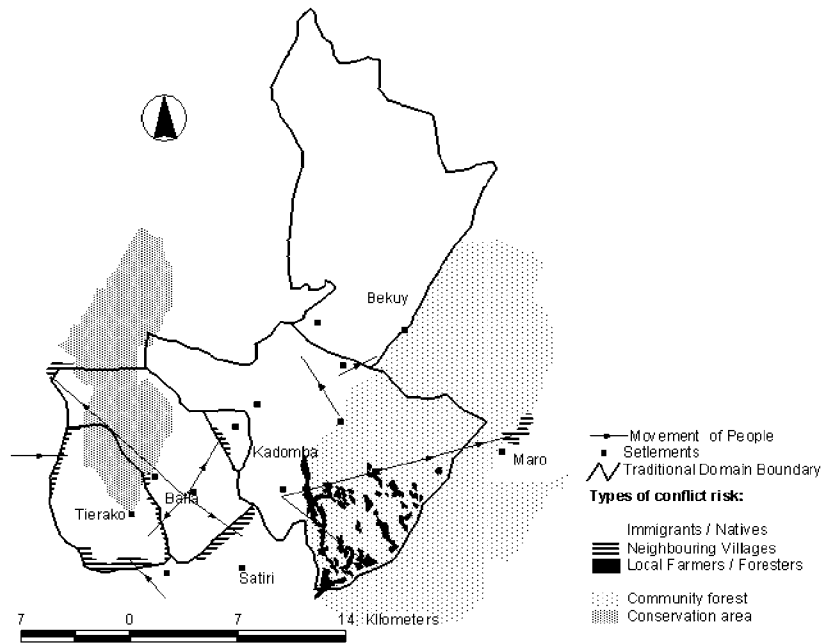 Bekuy
Kadomba
Maro
Bana
Tierako
Satiri
7 0 7 14 Kilometers
Movement of People
Setlements
Traditional Domain Boundary
Types of conflict risk:
Immigrants / Natives
Neighbouring Villages
Local Farmers / Foresters
Community forest
Conservation area